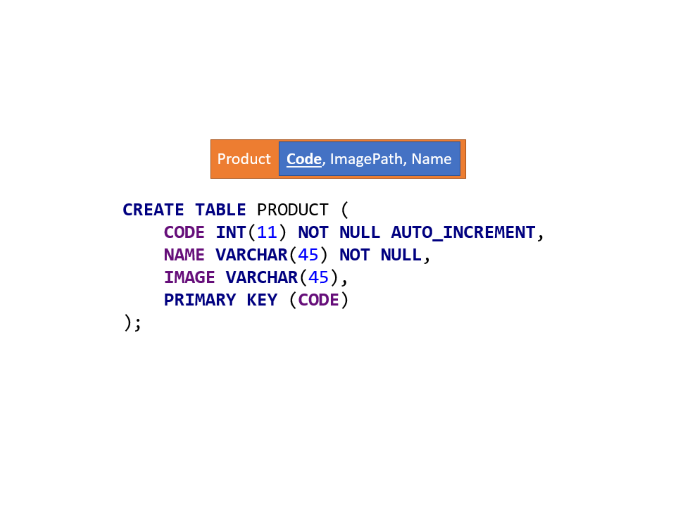 Product Code, ImagePath, Name
CREATE TABLE PRODUCT (
    CODE INT(11) NOT NULL AUTO_INCREMENT,
    NAME VARCHAR(45) NOT NULL,
    IMAGE VARCHAR(45),
    PRIMARY KEY (CODE)
);